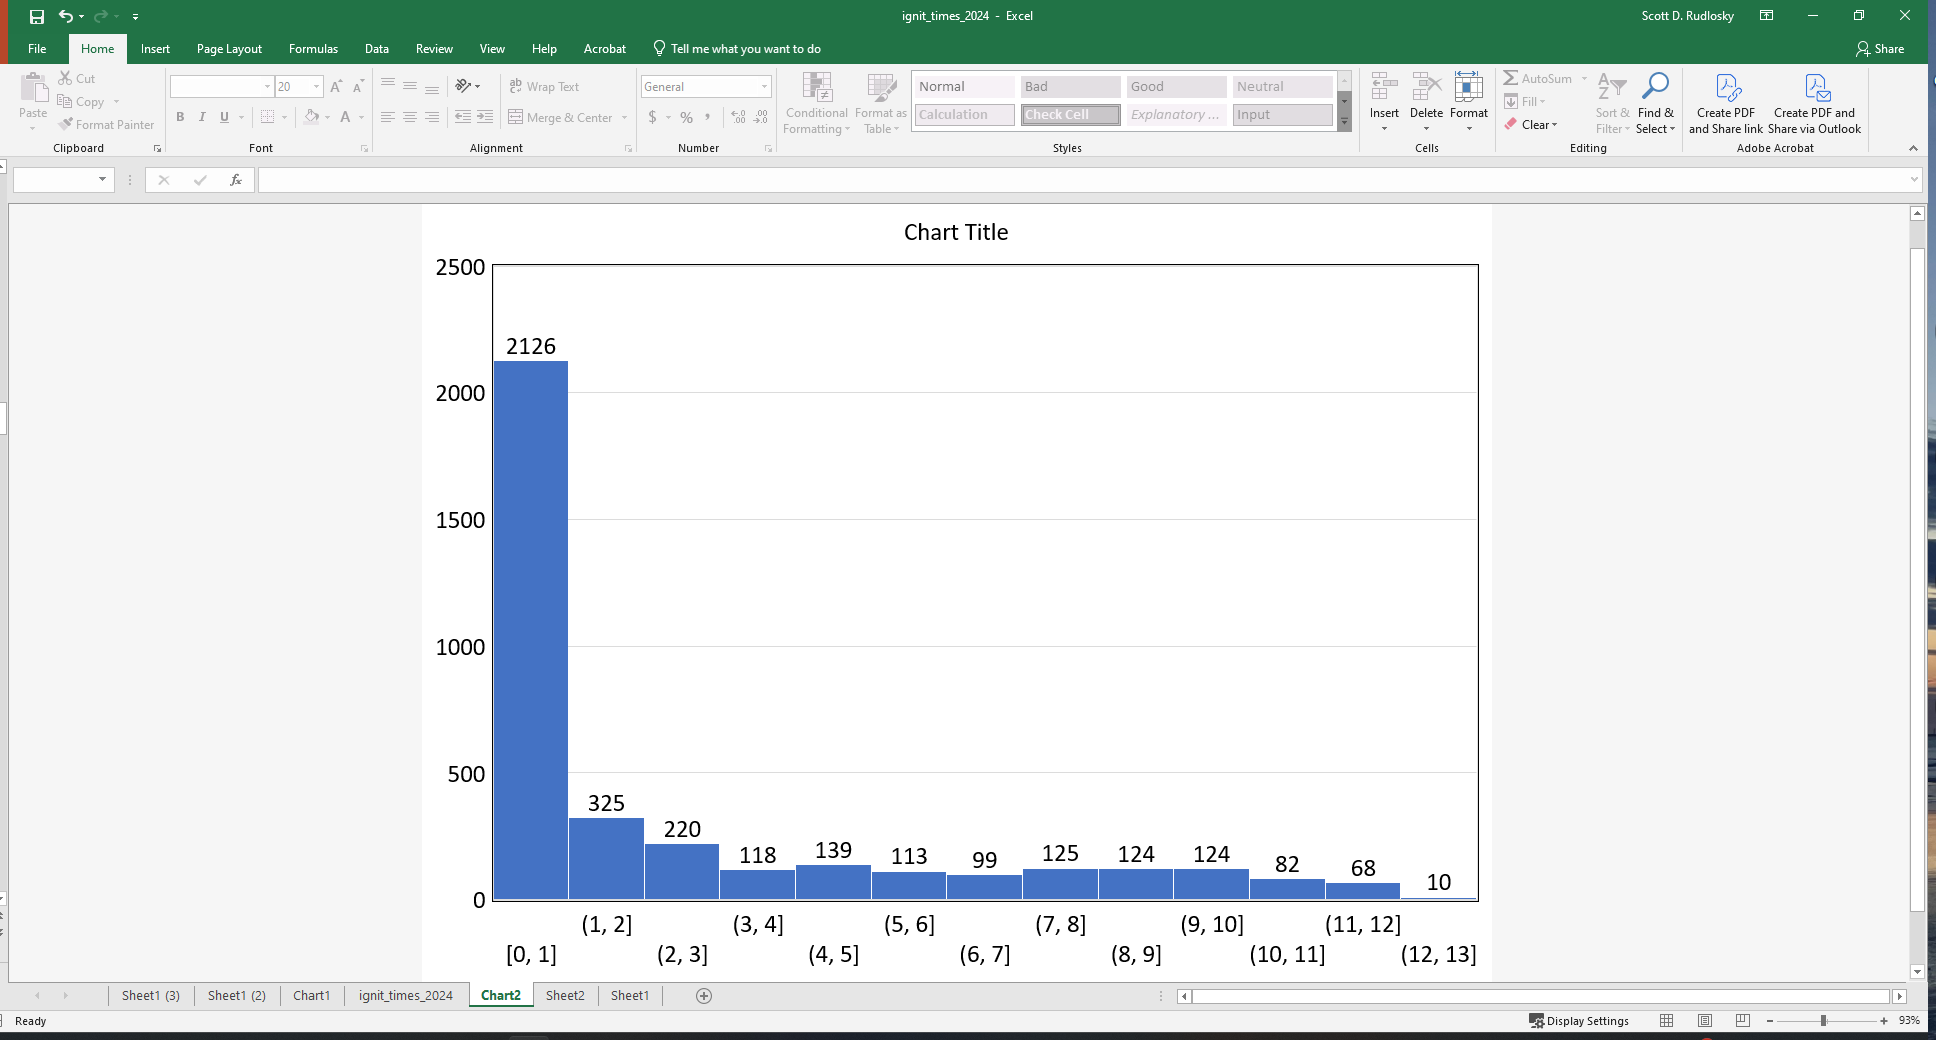 ignit_times_2024 - Excel
Scott D. Rudlosky
File Home Insert Page Layout Formulas Data Review View Help Acrobat Tell me what you want to do
Share
Paste
Cut
Copy
Format Painter
Clipboard
20
A A
B I U A
Font
ab Wrap Text
Merge & Center
Alignment
General
$ % ,
.00
.00
Number
Conditional Formatting
Format as Table
Normal Bad Good Neutral
Calculation Check Cell Explanatory ... Input
Styles
Insert Delete Format
Cells
AutoSum
Fill
Clear
Sort & Filter
Find & Select
Editing
Create PDF and Share link
Create PDF and Share via Outlook
Adobe Acrobat
fx
Chart Title
2500
2000
1500
1000
500
0
2126
325
220
118
139
113
99
125
124
124
82
68
10
[0, 1]
(1, 2]
(2, 3]
(3, 4]
(4, 5]
(5, 6]
(6, 7]
(7, 8]
(8, 9]
(9, 10]
(10, 11]
(11, 12]
(12, 13]
Sheet1 (3) Sheet1 (2) Chart1 ignit_times_2024 Chart2 Sheet2 Sheet1
Ready
Display Settings
93%